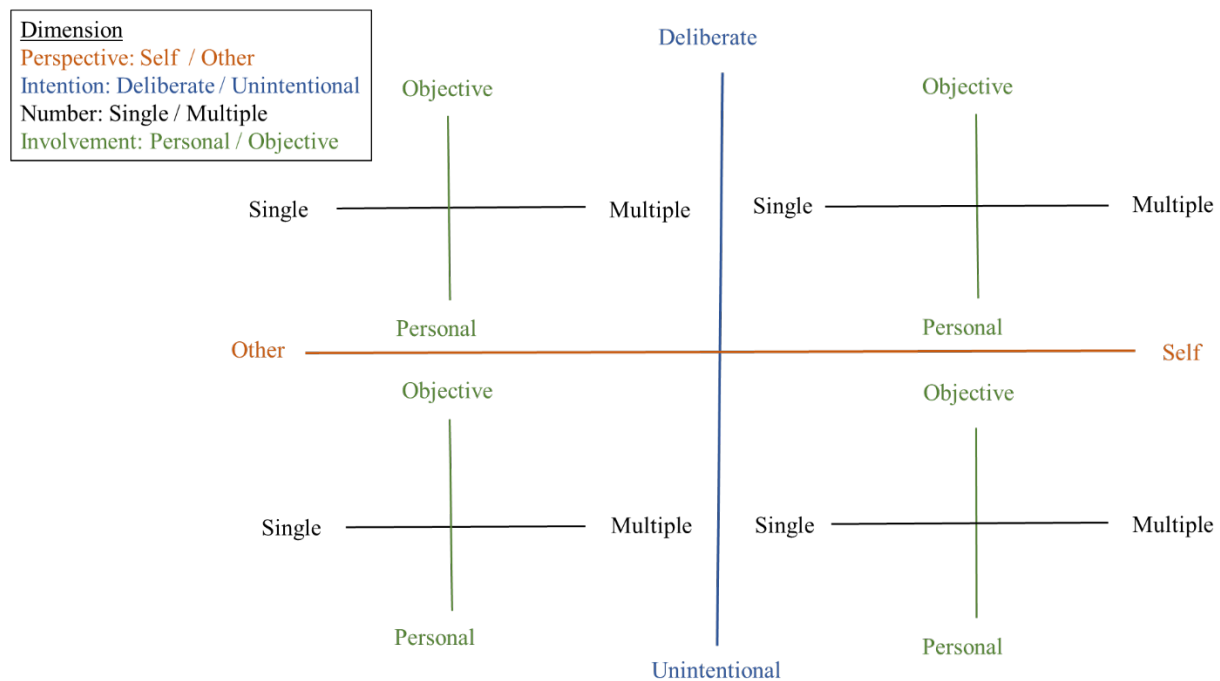 Dimension
Perspective: Self / Other
Intention: Deliberate / Unintentional
Number: Single / Multiple
Involvement: Personal / Objective
Deliberate
Objective
Objective
Single
Multiple
Single
Multiple
Personal
Personal
Other
Self
Objective
Objective
Single
Multiple
Single
Multiple
Personal
Personal
Unintentional